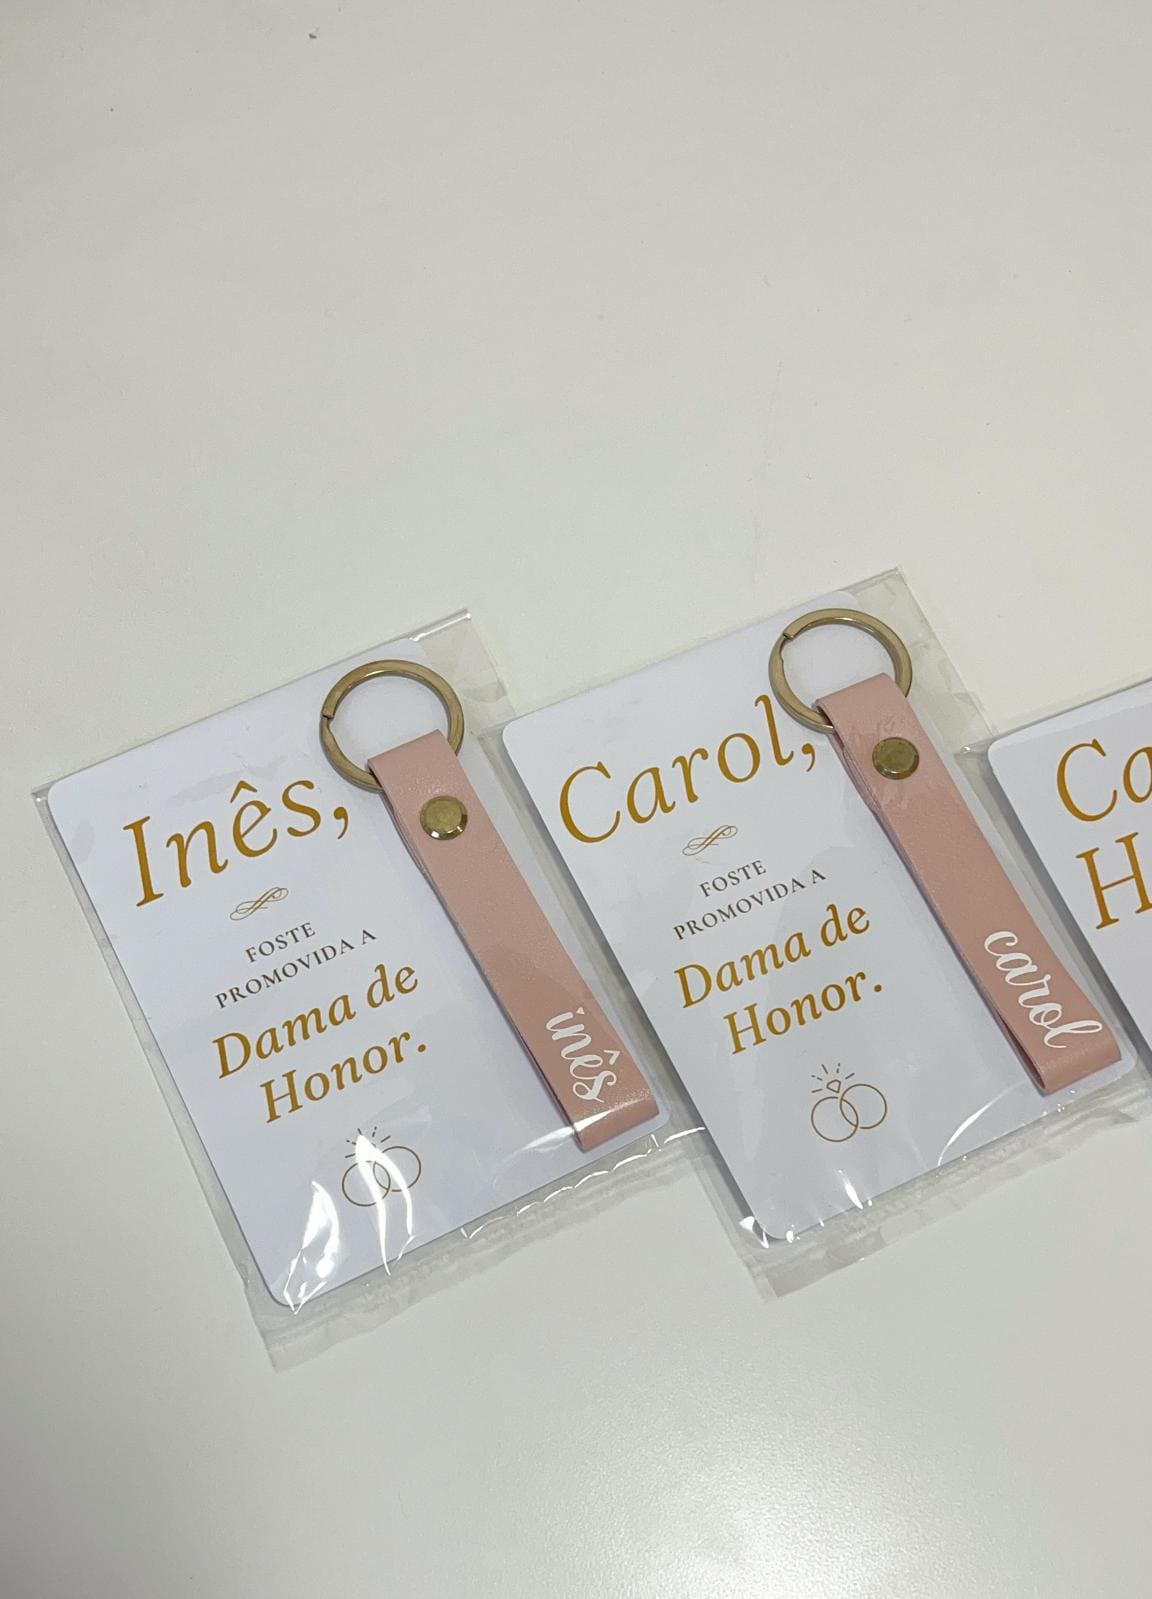 Inês,
FOSTE
PROMOVIDA A
Dama de
Honor.
inês
Carol,
FOSTE
PROMOVIDA A
Dama de
Honor.
carol